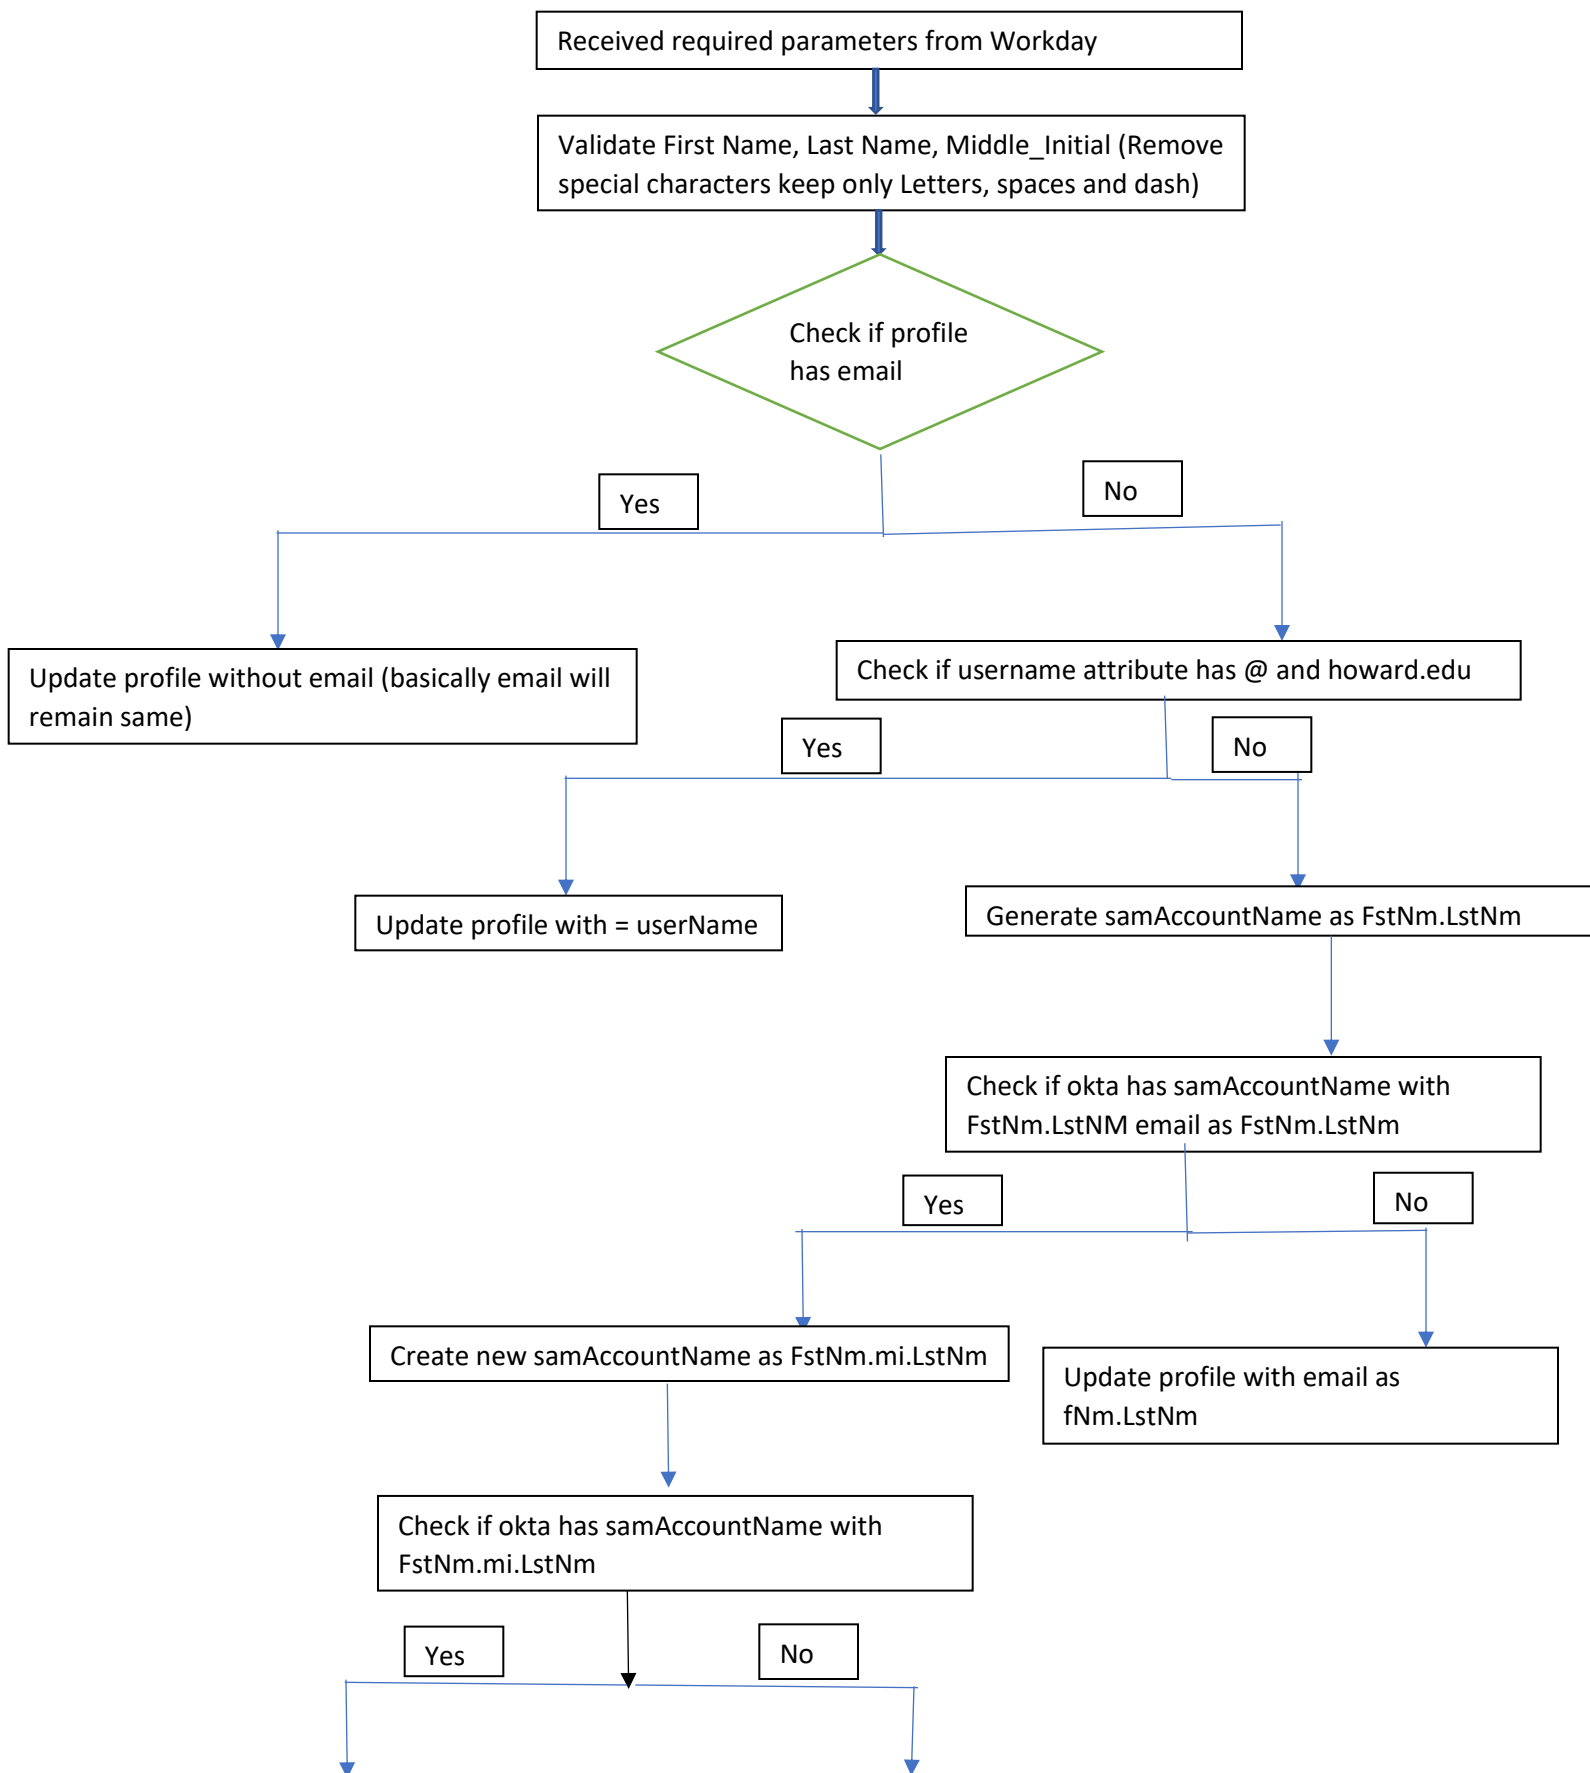 Received required parameters from Workday
Validate First Name, Last Name, Middle_Initial (Remove
special characters keep only Letters, spaces and dash)
Check if profile
has email
Yes
No
Update profile without email (basically email will
remain same)
Check if username attribute has @ and howard.edu
Yes
No
Update profile with = userName
Generate samAccountName as FstNm.LstNm
Check if okta has samAccountName with
FstNm.LstNM email as FstNm.LstNm
Yes
No
Create new samAccountName as FstNm.mi.LstNm
Update profile with email as
fNm.LstNm
Check if okta has samAccountName with
FstNm.mi.LstNm
Yes
No